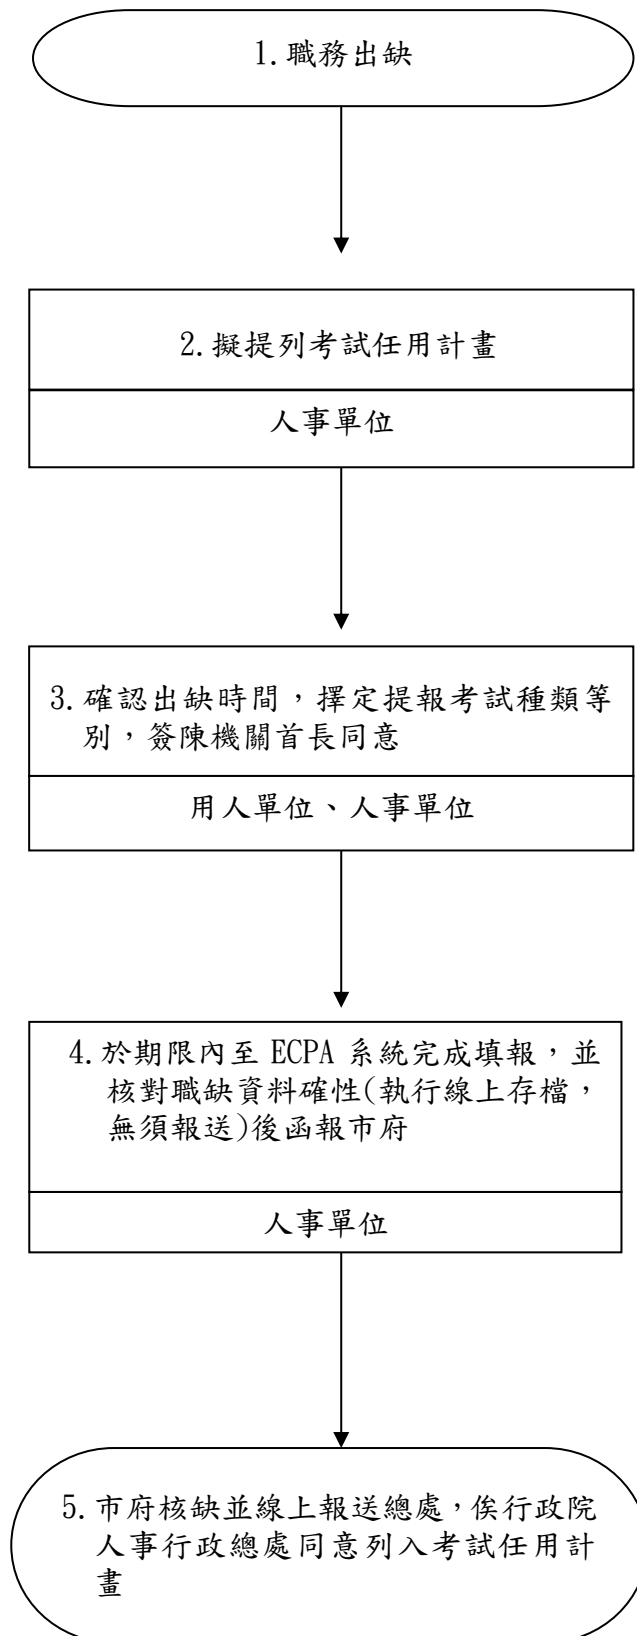 1.職務出缺
2.擬提列考試任用計畫
人事單位
3.確認出缺時間，擇定提報考試種類等
別，簽陳機關首長同意
用人單位、人事單位
4.於期限內至 ECPA 系統完成填報，並
核對職缺資料確性(執行線上存檔，
無須報送)後函報市府
人事單位
5.市府核缺並線上報送總處，俟行政院
人事行政總處同意列入考試任用計
畫